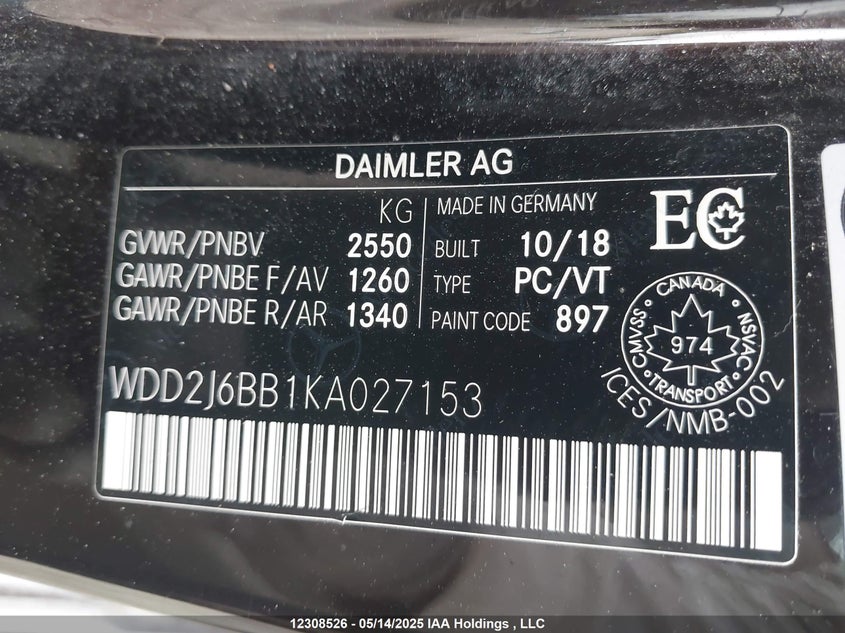 DAIMLER AG
KG
GVWR/PNBV 2550
GAWR/PNBE F/AV 1260
GAWR/PNBE R/AR 1340
MADE IN GERMANY
BUILT 10/18
TYPE PC/VT
PAINT CODE 897
EC
CANADA
CMVSS 974 NSVAC
TRANSPORT
ICES/NMB-002
WDD2J6BB1KA027153
12308526 - 05/14/2025 IAA Holdings , LLC